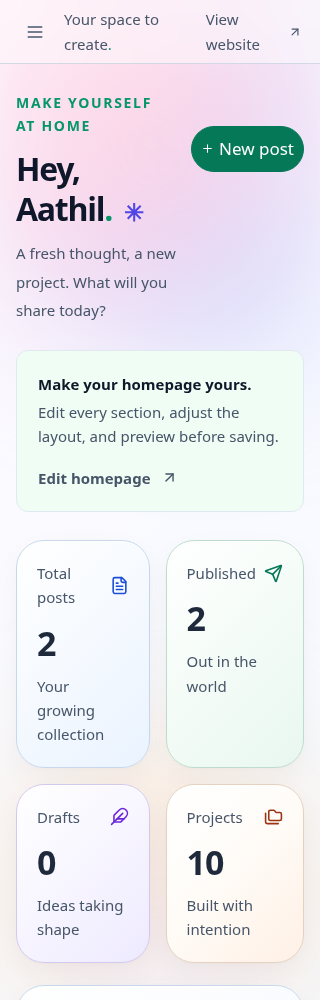 Your space to
create.
View
website
MAKE YOURSELF
AT HOME
Hey,
Aathil.
A fresh thought, a new
project. What will you
share today?
+ New post
Make your homepage yours.
Edit every section, adjust the
layout, and preview before saving.
Edit homepage
Total
posts
2
Your
growing
collection
Published
2
Out in the
world
Drafts
0
Ideas taking
shape
Projects
10
Built with
intention